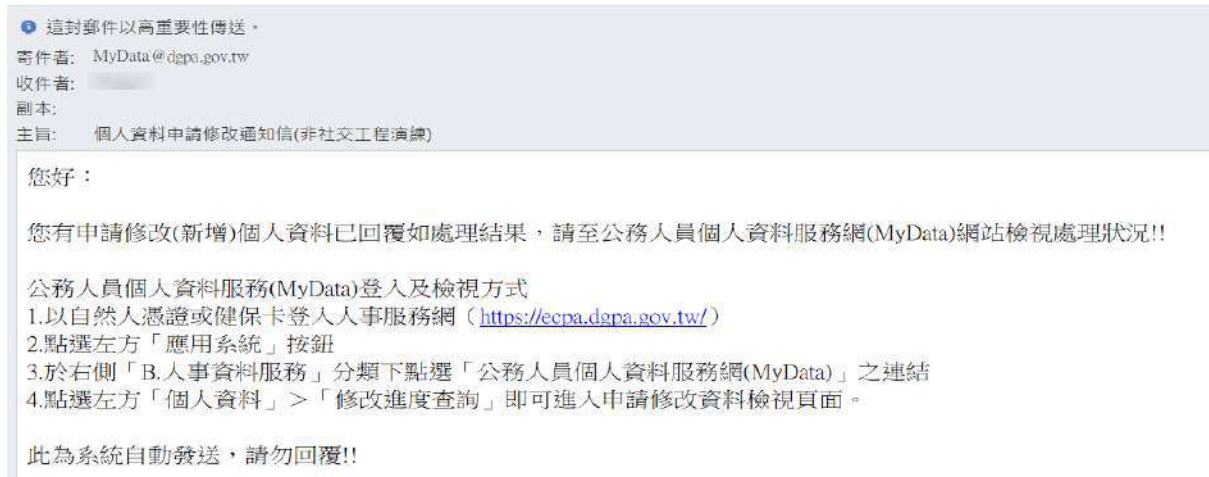 這封郵件以高重要性傳送。
寄件者: MyData@dgpa.gov.tw
收件者:
副本:
主旨: 個人資料申請修改通知信(非社交工程演練)
您好：
您有申請修改(新增)個人資料已回覆如處理結果，請至公務人員個人資料服務網(MyData)網站檢視處理狀況!!
公務人員個人資料服務(MyData)登入及檢視方式
1.以自然人憑證或健保卡登入人事服務網（https://ecpa.dgpa.gov.tw/）
2.點選左方「應用系統」按鈕
3.於右側「B.人事資料服務」分類下點選「公務人員個人資料服務網(MyData)」之連結
4.點選左方「個人資料」＞「修改進度查詢」即可進入申請修改資料檢視頁面。
此為系統自動發送，請勿回覆!!